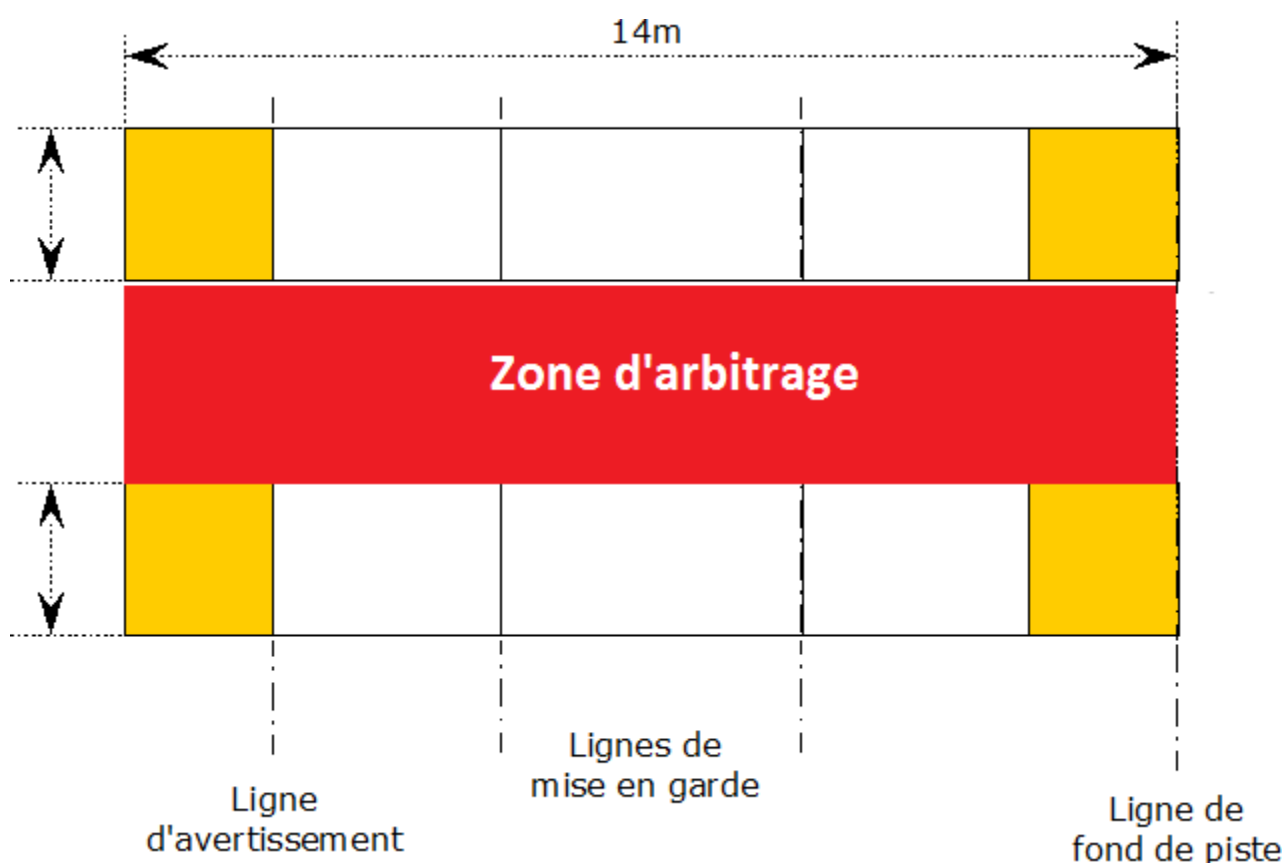 14m
Zone d'arbitrage
Lignes de
mise en garde
Ligne
d'avertissement
Ligne de
fond de piste